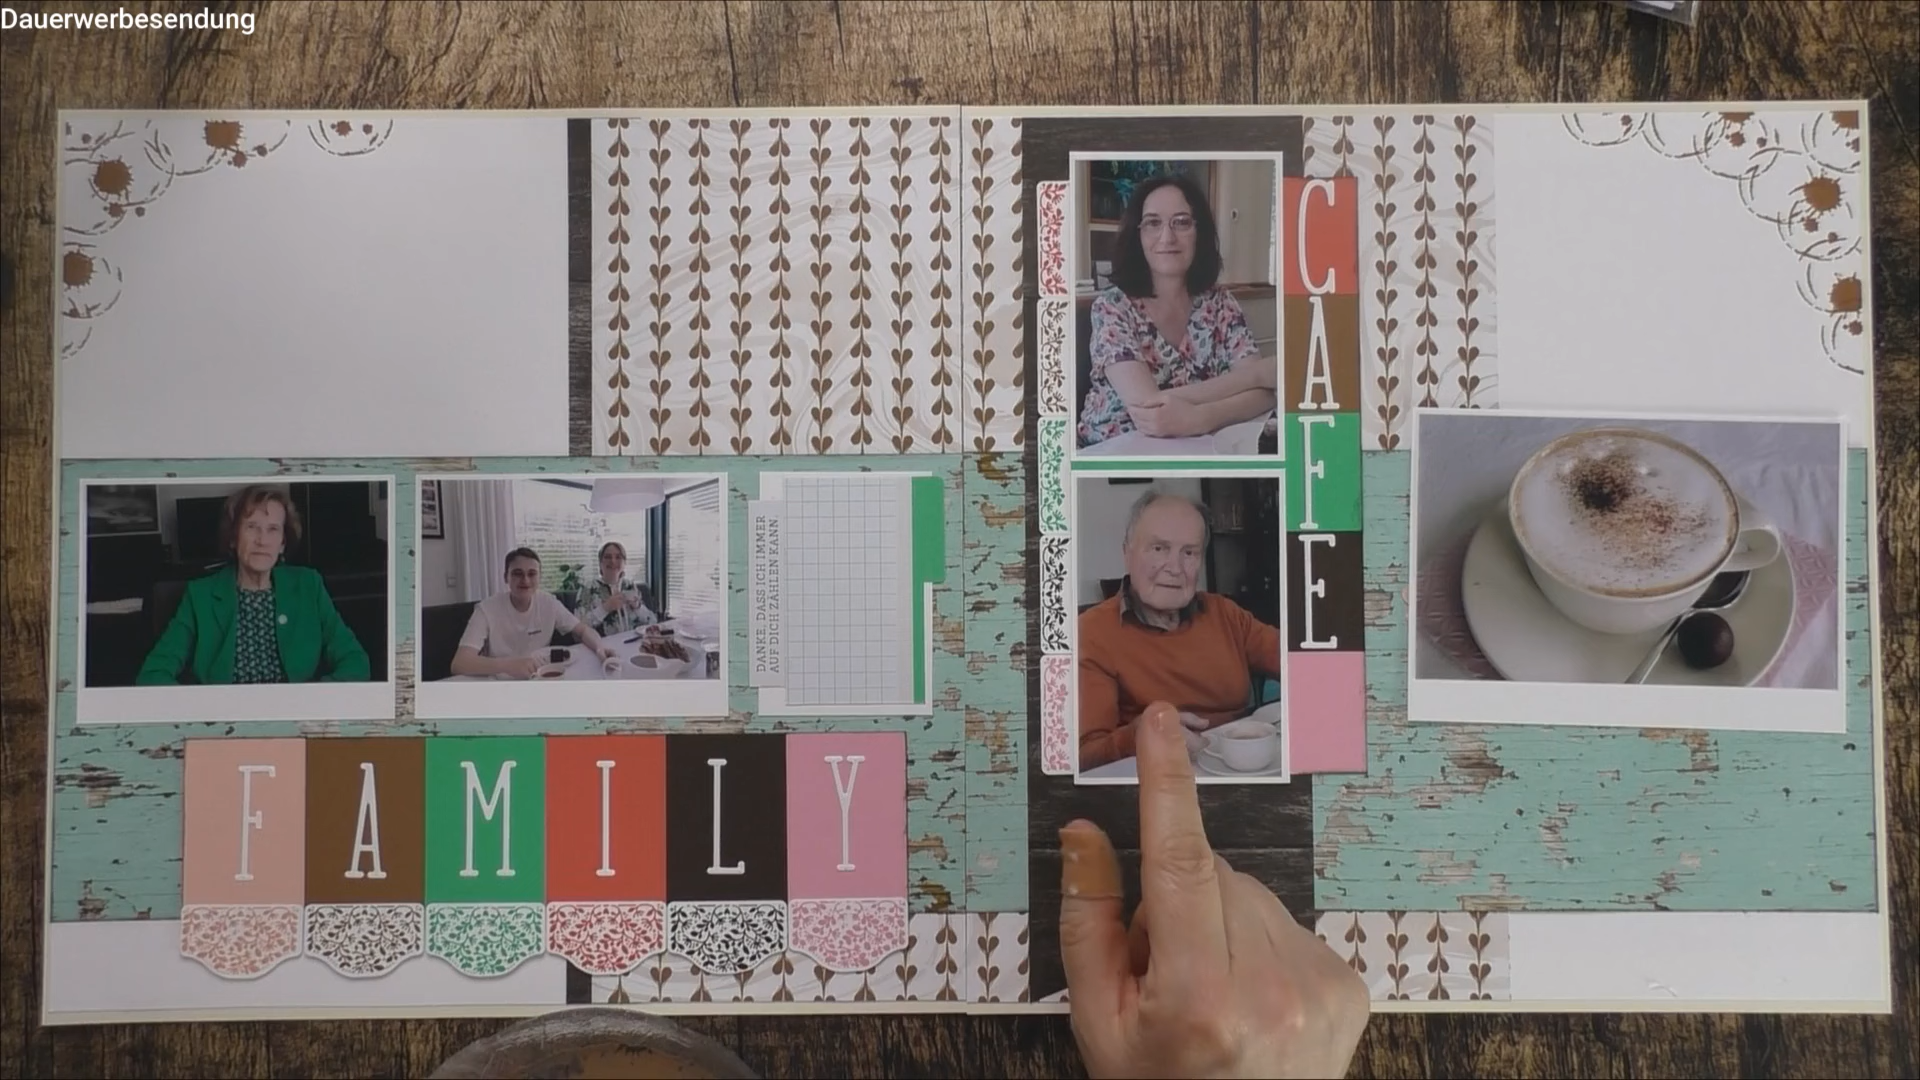 Dauerwerbesendung
CAFE
DANKE, DASS ICH IMMER
AUF DICH ZÄHLEN KANN.
FAMILY